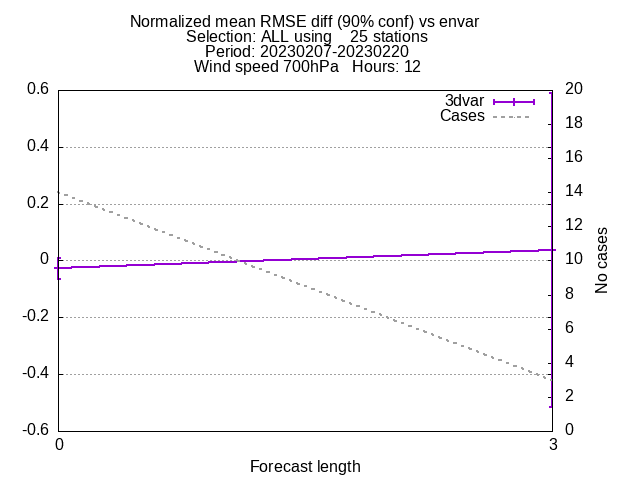 Normalized mean RMSE diff (90% conf) vs envar
Selection: ALL using    25 stations
Period: 20230207-20230220
Wind speed 700hPa   Hours: 12
3dvar
Cases
0.6
0.4
0.2
0
-0.2
-0.4
-0.6
20
18
16
14
12
10
8
6
4
2
0
No cases
0
3
Forecast length